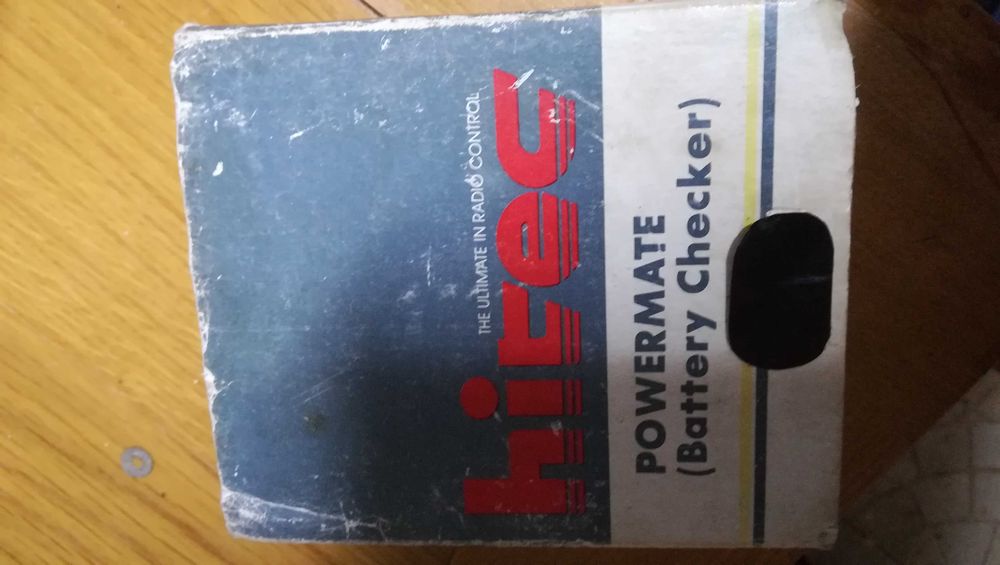 THE ULTIMATE IN RADIO CONTROL
hitec
POWERMATE
(Battery Checker)